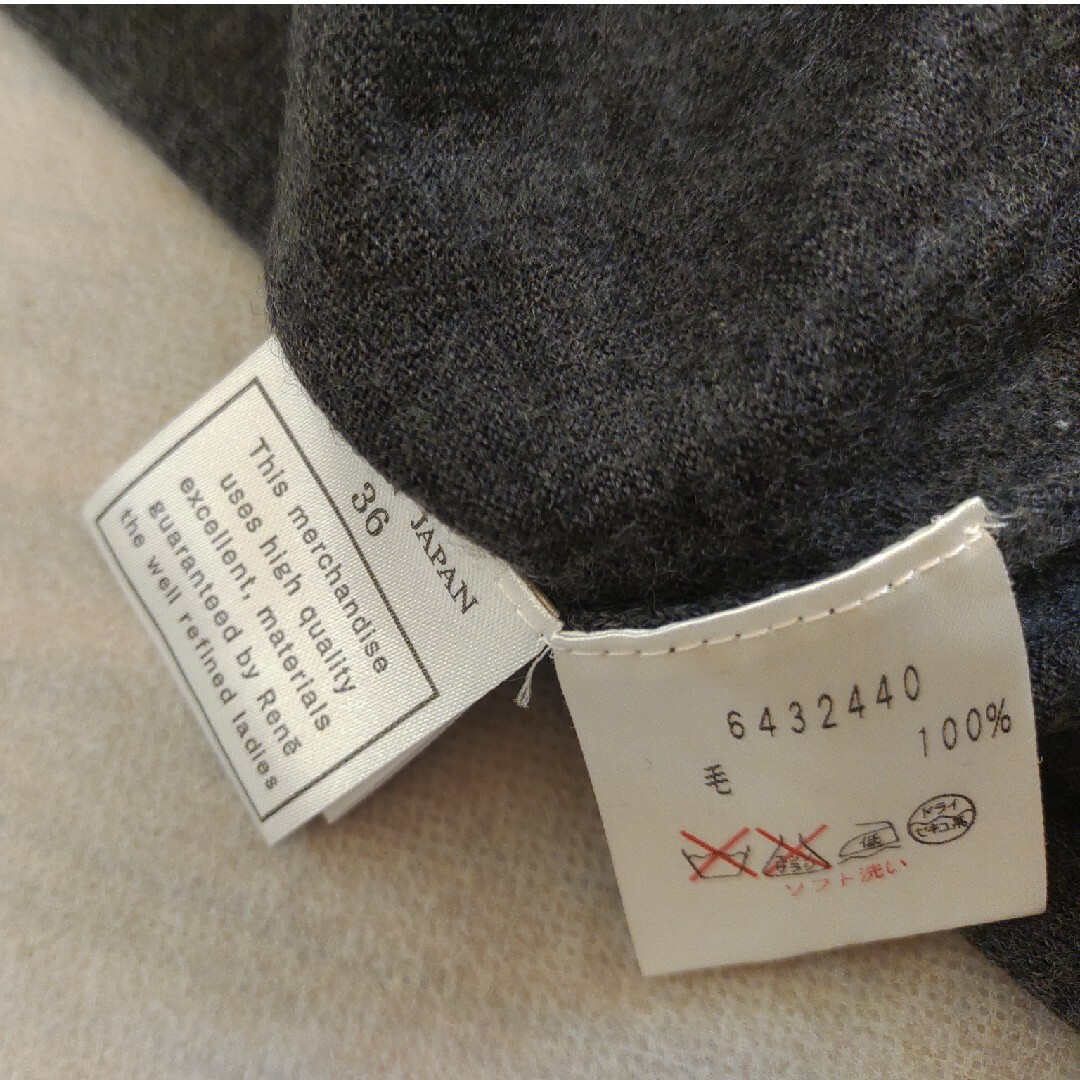 This merchandise
uses high quality
excellent, materials
guaranteed by Renē
the well refined ladies
JAPAN
36
6432440
毛 100%
低
ドライ
セキユ系
ソフト洗い